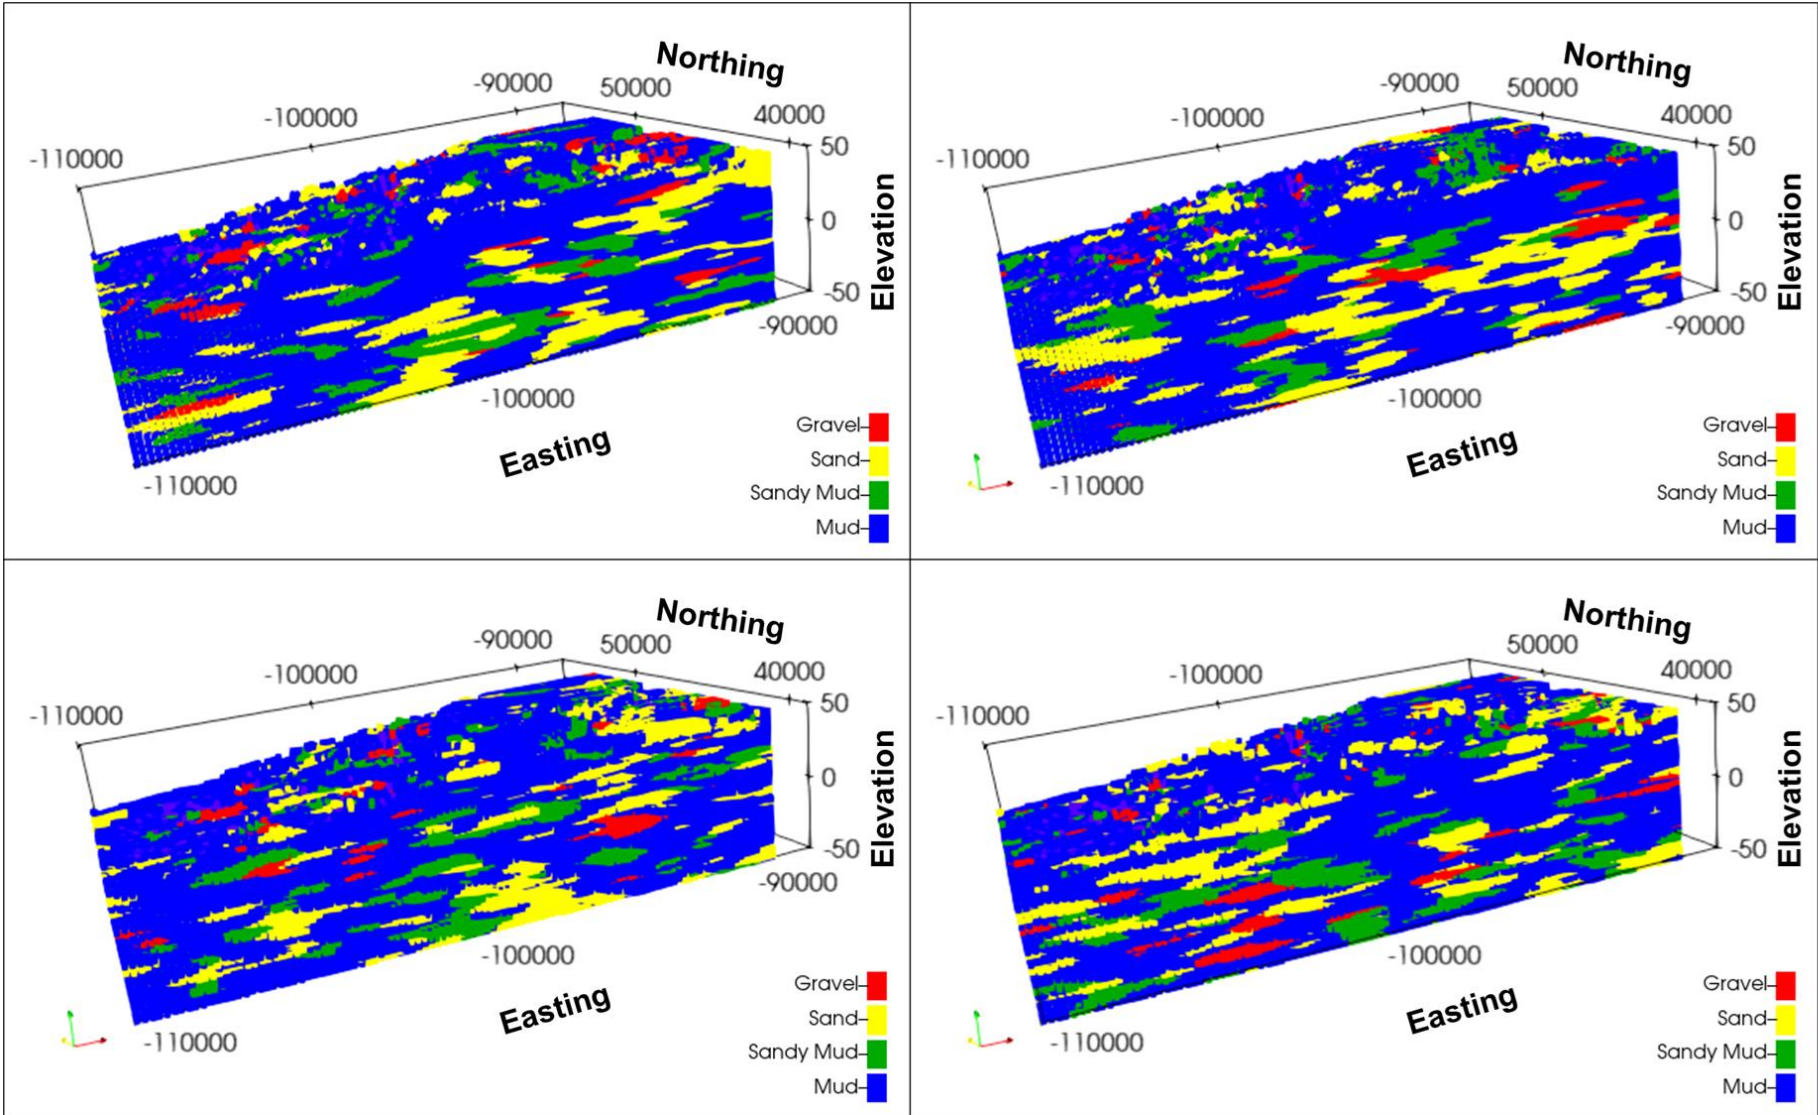 Northing
-90000 50000
-100000 40000
-110000 50
0
Elevation
-50
-90000
-100000
Easting
-110000
Gravel
Sand
Sandy Mud
Mud
Northing
-90000 50000
-100000 40000
-110000 50
0
Elevation
-50
-90000
-100000
Easting
-110000
Gravel
Sand
Sandy Mud
Mud
Northing
-90000 50000
-100000 40000
-110000 50
0
Elevation
-50
-90000
-100000
Easting
-110000
Gravel
Sand
Sandy Mud
Mud
Northing
50000
-100000 40000
-110000 50
0
Elevation
-50
-100000
Easting
-110000
Gravel
Sand
Sandy Mud
Mud